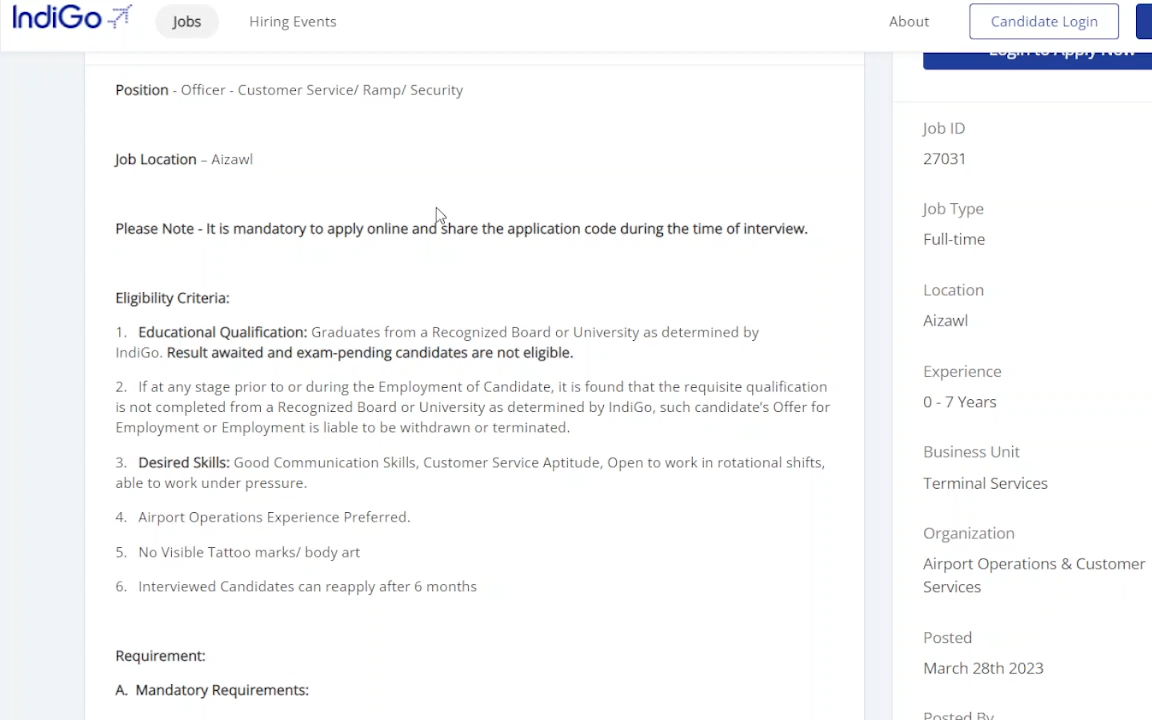 IndiGo Jobs Hiring Events About Candidate Login
Login to Apply Now
Position - Officer - Customer Service/ Ramp/ Security
Job Location – Aizawl
Please Note - It is mandatory to apply online and share the application code during the time of interview.
Eligibility Criteria:
1. Educational Qualification: Graduates from a Recognized Board or University as determined by
IndiGo. Result awaited and exam-pending candidates are not eligible.
2. If at any stage prior to or during the Employment of Candidate, it is found that the requisite qualification
is not completed from a Recognized Board or University as determined by IndiGo, such candidate’s Offer for
Employment or Employment is liable to be withdrawn or terminated.
3. Desired Skills: Good Communication Skills, Customer Service Aptitude, Open to work in rotational shifts,
able to work under pressure.
4. Airport Operations Experience Preferred.
5. No Visible Tattoo marks/ body art
6. Interviewed Candidates can reapply after 6 months
Requirement:
A. Mandatory Requirements:
Job ID
27031
Job Type
Full-time
Location
Aizawl
Experience
0 - 7 Years
Business Unit
Terminal Services
Organization
Airport Operations & Customer
Services
Posted
March 28th 2023
Posted By